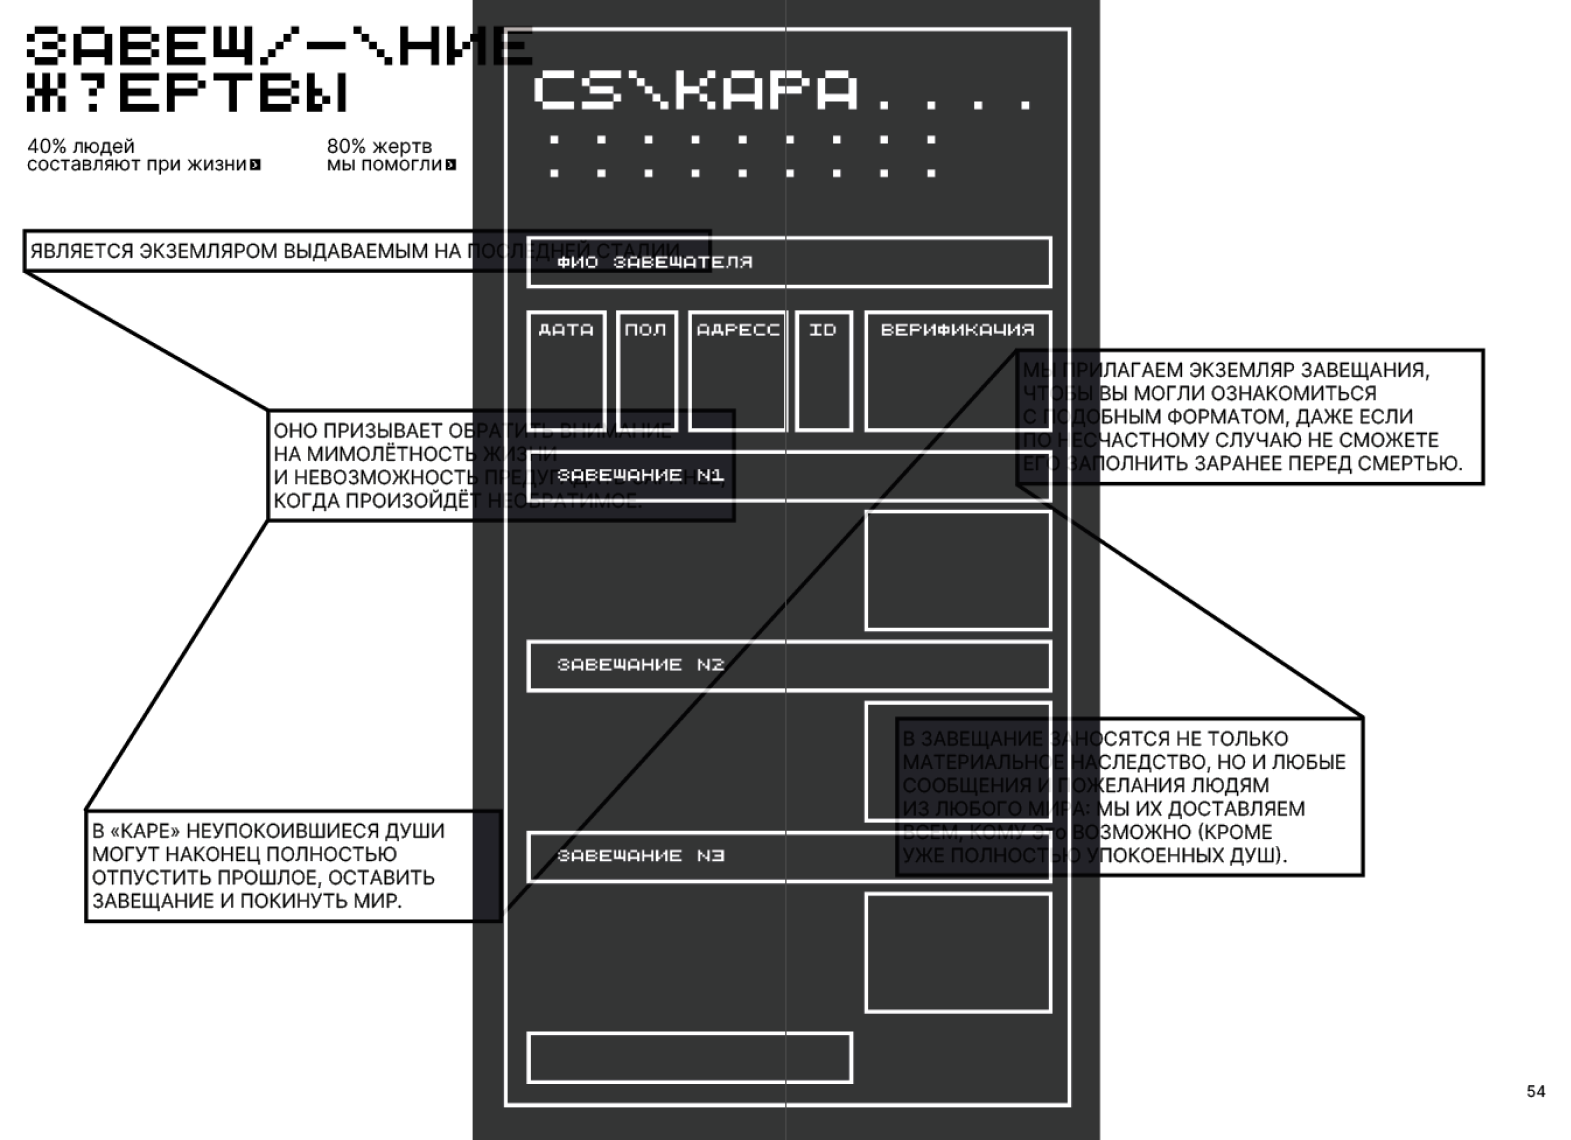 ЗАВЕЩ/—\НИЕ
Ж?ЕРТВЫ
40% людей
составляют при жизни
80% жертв
мы помогли
ЯВЛЯЕТСЯ ЭКЗЕМЛЯРОМ ВЫДАВАЕМЫМ НА ПОСЛЕДНЕЙ СТАДИИ.
ОНО ПРИЗЫВАЕТ ОБРАТИТЬ ВНИМАНИЕ
НА МИМОЛЁТНОСТЬ ЖИЗНИ
И НЕВОЗМОЖНОСТЬ
КОГДА ПРОИЗОЙДЁТ НЕОБРАТИМОЕ.
В «КАРЕ» НЕУПОКОИВШИЕСЯ ДУШИ
МОГУТ НАКОНЕЦ ПОЛНОСТЬЮ
ОТПУСТИТЬ ПРОШЛОЕ, ОСТАВИТЬ
ЗАВЕЩАНИЕ И ПОКИНУТЬ МИР.
CS\КАРА....
: : : : : : : : :
ФИО ЗАВЕЩАТЕЛЯ
ДАТА ПОЛ АДРЕСС ID ВЕРИФИКАЦИЯ
ЗАВЕЩАНИЕ N1
ЗАВЕЩАНИЕ N2
ЗАВЕЩАНИЕ N3
МЫ ПРИЛАГАЕМ ЭКЗЕМЛЯР ЗАВЕЩАНИЯ,
ЧТОБЫ ВЫ МОГЛИ ОЗНАКОМИТЬСЯ
С ПОДОБНЫМ ФОРМАТОМ, ДАЖЕ ЕСЛИ
ПО НЕСЧАСТНОМУ СЛУЧАЮ НЕ СМОЖЕТЕ
ЕГО ЗАПОЛНИТЬ ЗАРАНЕЕ ПЕРЕД СМЕРТЬЮ.
В ЗАВЕЩАНИЕ ЗАНОСЯТСЯ НЕ ТОЛЬКО
МАТЕРИАЛЬНОЕ НАСЛЕДСТВО, НО И ЛЮБЫЕ
СООБЩЕНИЯ И ПОЖЕЛАНИЯ ЛЮДЯМ
ИЗ ЛЮБОГО МИРА: МЫ ИХ ДОСТАВЛЯЕМ
ВСЕМ, КОМУ Это ВОЗМОЖНО (КРОМЕ
УЖЕ ПОЛНОСТЬЮ УПОКОЕННЫХ ДУШ).
54